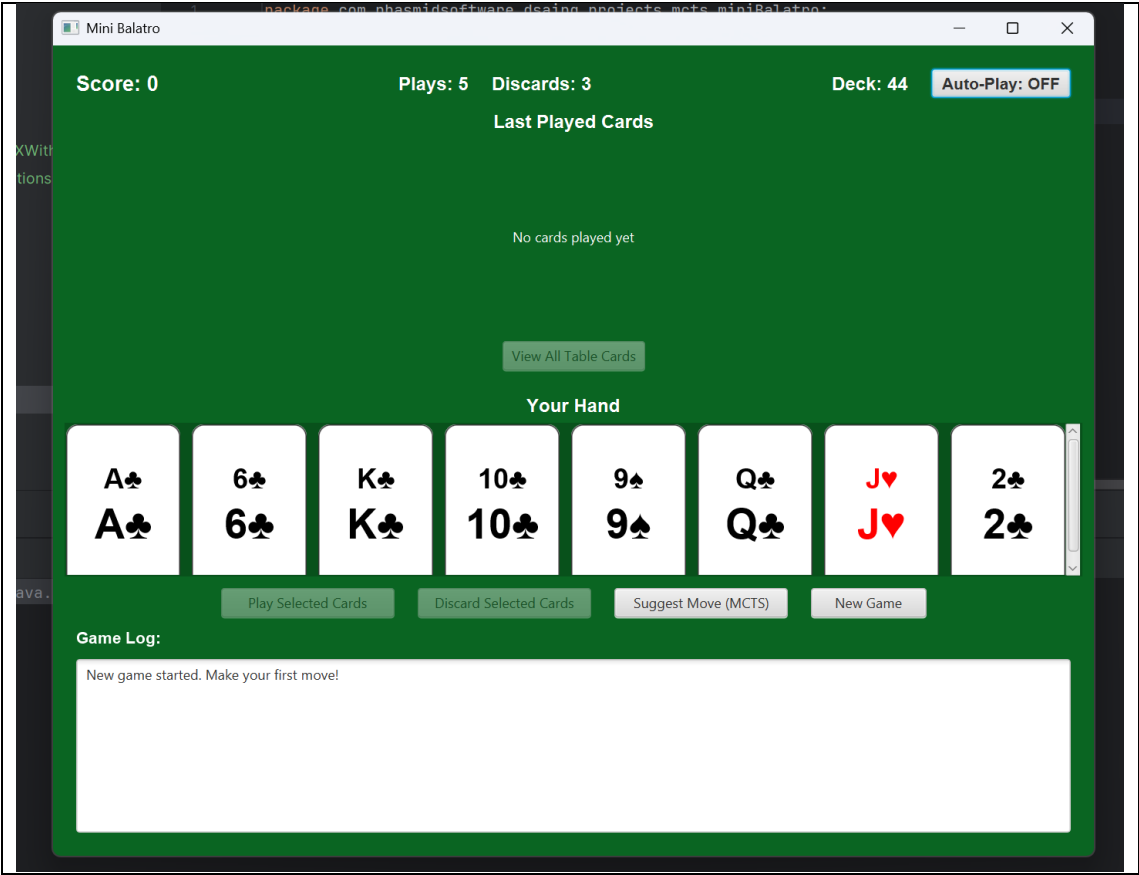 package com.phasmidsoftware.dsaipg.projects.mcts.miniBalatro;
Mini Balatro
Score: 0 Plays: 5 Discards: 3 Deck: 44 Auto-Play: OFF
Last Played Cards
XWith
tions
No cards played yet
View All Table Cards
Your Hand
A♣ 6♣ K♣ 10♣ 9♠ Q♣ J♥ 2♣
A♣ 6♣ K♣ 10♣ 9♠ Q♣ J♥ 2♣
ava.
Play Selected Cards Discard Selected Cards Suggest Move (MCTS) New Game
Game Log:
New game started. Make your first move!